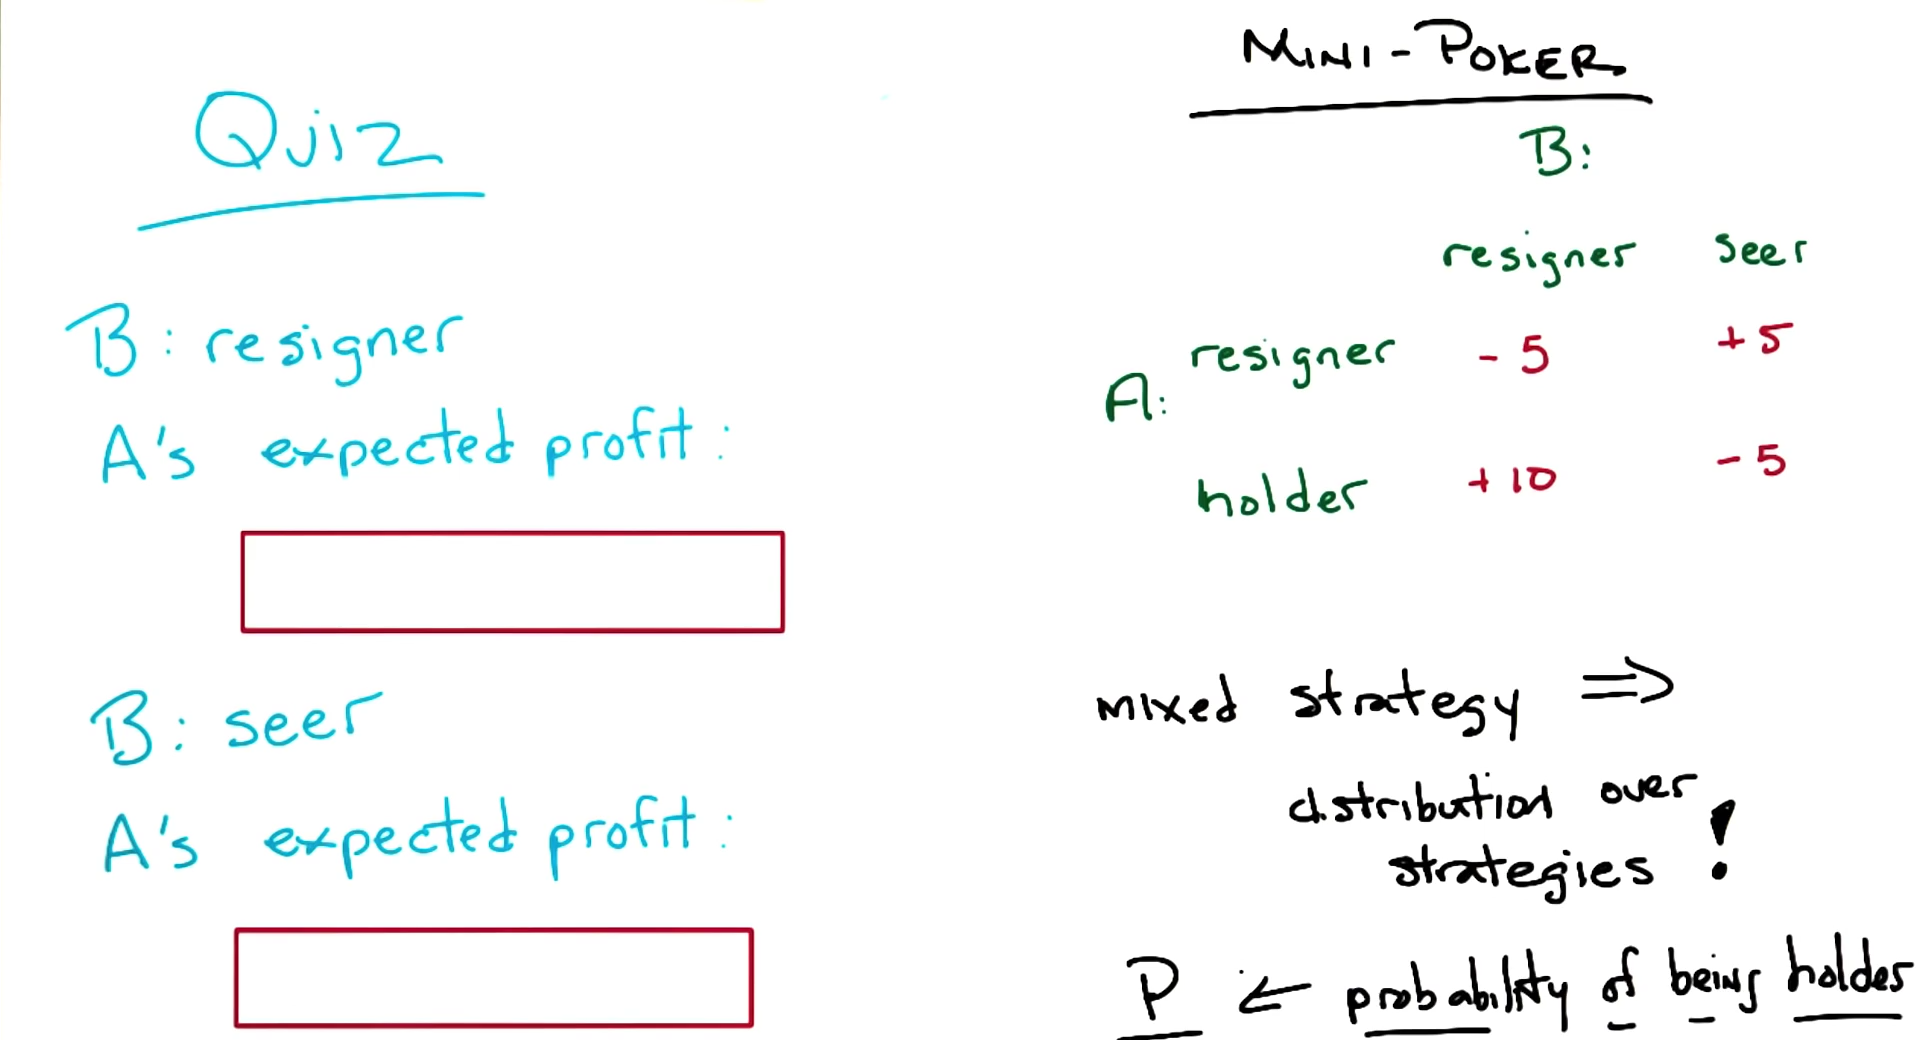 Quiz
B: resigner
A's expected profit:
B: seer
A's expected profit:
MINI-POKER
B:
resigner seer
A: resigner -5 +5
holder +10 -5
mixed strategy ⇒
distribution over
strategies !
P ← probability of being holder